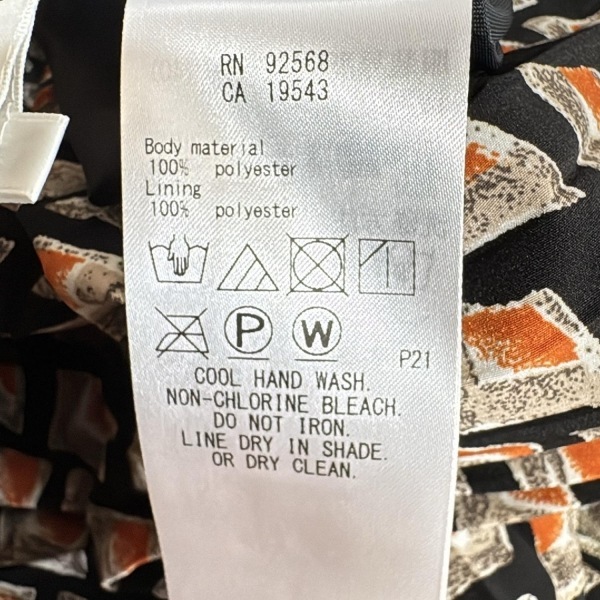 RN 92568
CA 19543
Body material
100% polyester
Lining
100% polyester
P W
P21
COOL HAND WASH.
NON-CHLORINE BLEACH.
DO NOT IRON.
LINE DRY IN SHADE.
OR DRY CLEAN.